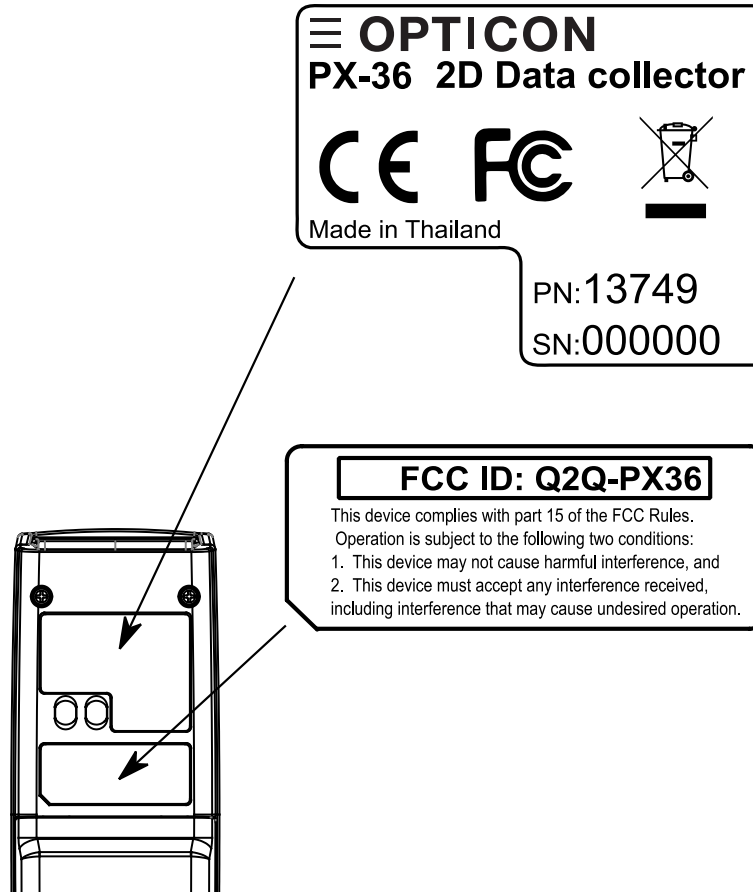 OPTICON
PX-36 2D Data collector
CE FC
Made in Thailand
PN:13749
SN:000000
FCC ID: Q2Q-PX36
This device complies with part 15 of the FCC Rules.
Operation is subject to the following two conditions:
1. This device may not cause harmful interference, and
2. This device must accept any interference received,
including interference that may cause undesired operation.